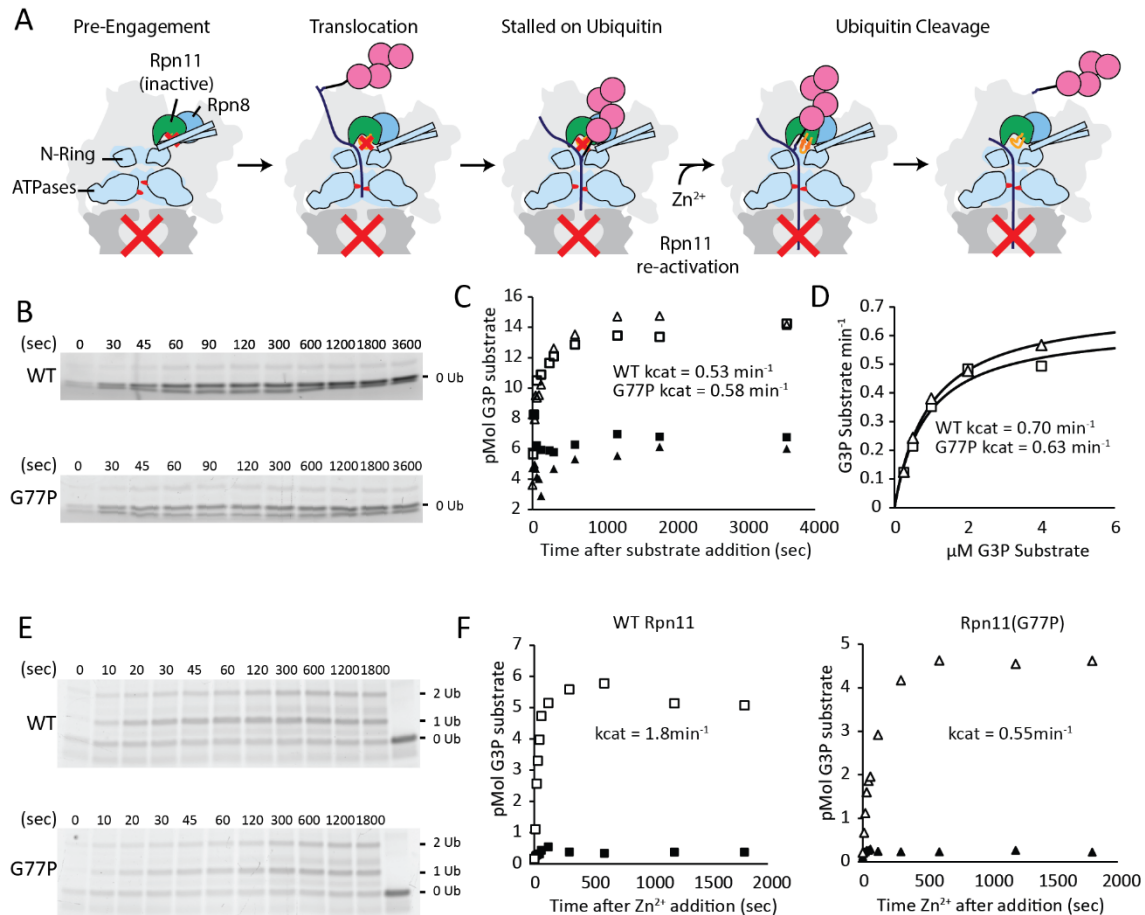 A
Pre-Engagement
Translocation
Stalled on Ubiquitin
Ubiquitin Cleavage
Rpn11
(inactive)
Rpn8
N-Ring
ATPases
Zn²⁺
Rpn11
re-activation
B
(sec) 0 30 45 60 90 120 300 600 1200 1800 3600
WT
0 Ub
(sec) 0 30 45 60 90 120 300 600 1200 1800 3600
G77P
0 Ub
C
pMol G3P substrate
16
14
12
10
8
6
4
2
WT kcat = 0.53 min⁻¹
G77P kcat = 0.58 min⁻¹
0 1000 2000 3000 4000
Time after substrate addition (sec)
D
G3P Substrate min⁻¹
0.7
0.6
0.5
0.4
0.3
0.2
0.1
0
WT kcat = 0.70 min⁻¹
G77P kcat = 0.63 min⁻¹
0 2 4 6
µM G3P Substrate
E
(sec) 0 10 20 30 45 60 120 300 600 1200 1800
WT
2 Ub
1 Ub
0 Ub
(sec) 0 10 20 30 45 60 120 300 600 1200 1800
G77P
2 Ub
1 Ub
0 Ub
F
WT Rpn11
pMol G3P substrate
7
6
5
4
3
2
1
0
kcat = 1.8min⁻¹
0 500 1000 1500 2000
Time after Zn²⁺ addition (sec)
Rpn11(G77P)
pMol G3P substrate
5
4
3
2
1
0
kcat = 0.55min⁻¹
0 500 1000 1500 2000
Time after Zn²⁺ addition (sec)